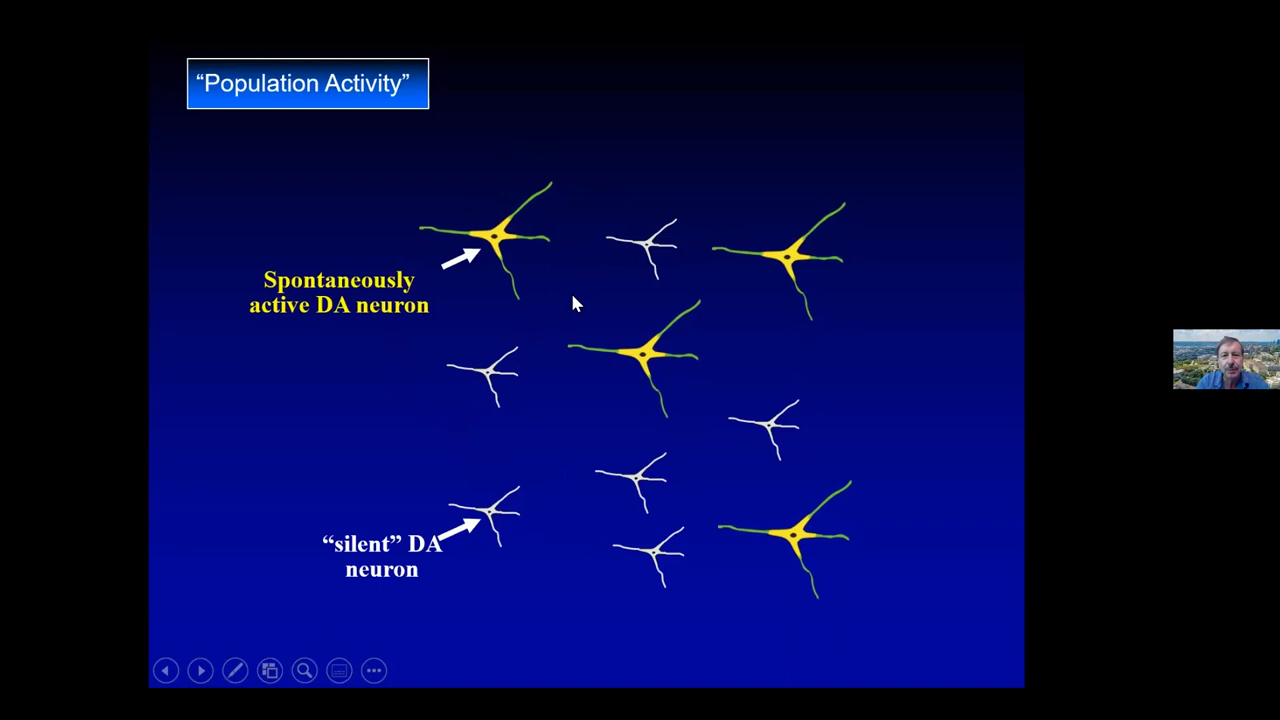 “Population Activity”
Spontaneously
active DA neuron
“silent” DA
neuron